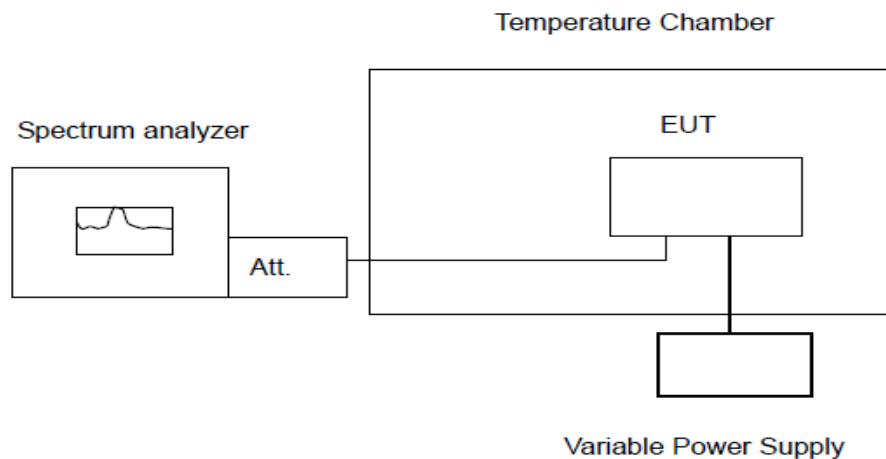 Temperature Chamber
Spectrum analyzer
EUT
Att.
Variable Power Supply